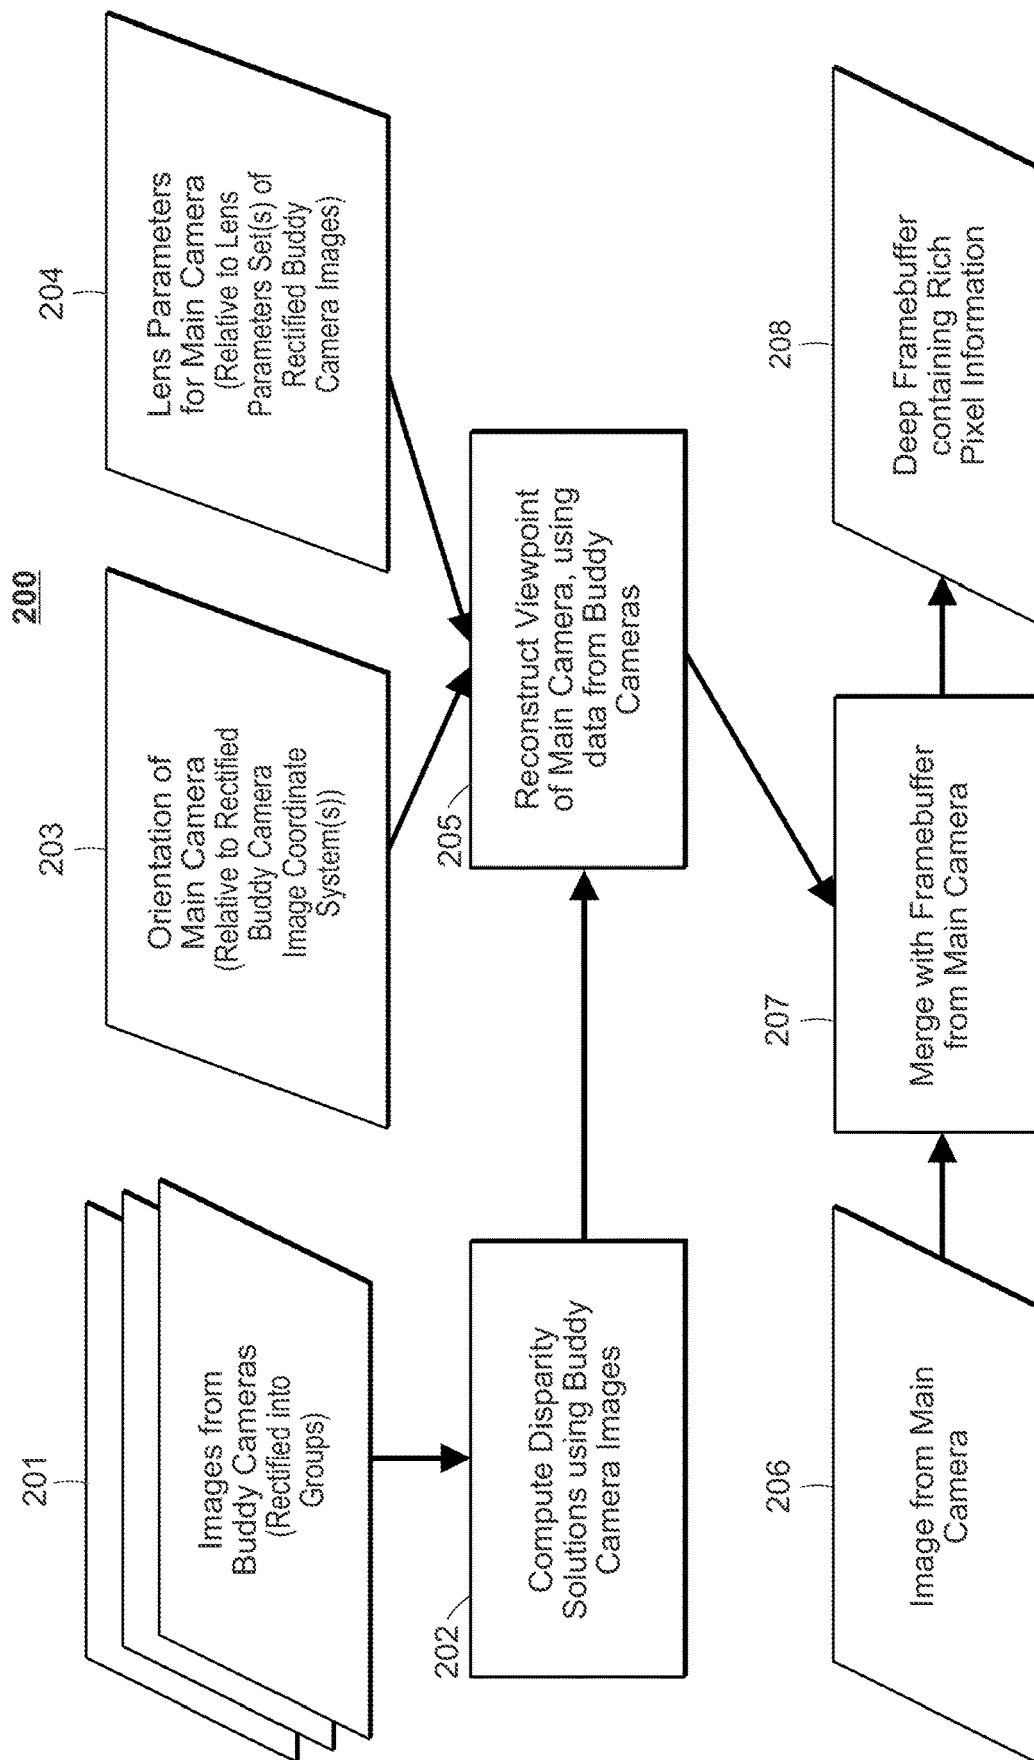 200
201
Images from
Buddy Cameras
(Rectified into
Groups)
203
Orientation of
Main Camera
(Relative to Rectified
Buddy Camera
Image Coordinate
System(s))
204
Lens Parameters
for Main Camera
(Relative to Lens
Parameters Set(s) of
Rectified Buddy
Camera Images)
202
Compute Disparity
Solutions using Buddy
Camera Images
205
Reconstruct Viewpoint
of Main Camera, using
data from Buddy
Cameras
206
Image from Main
Camera
207
Merge with Framebuffer
from Main Camera
208
Deep Framebuffer
containing Rich
Pixel Information